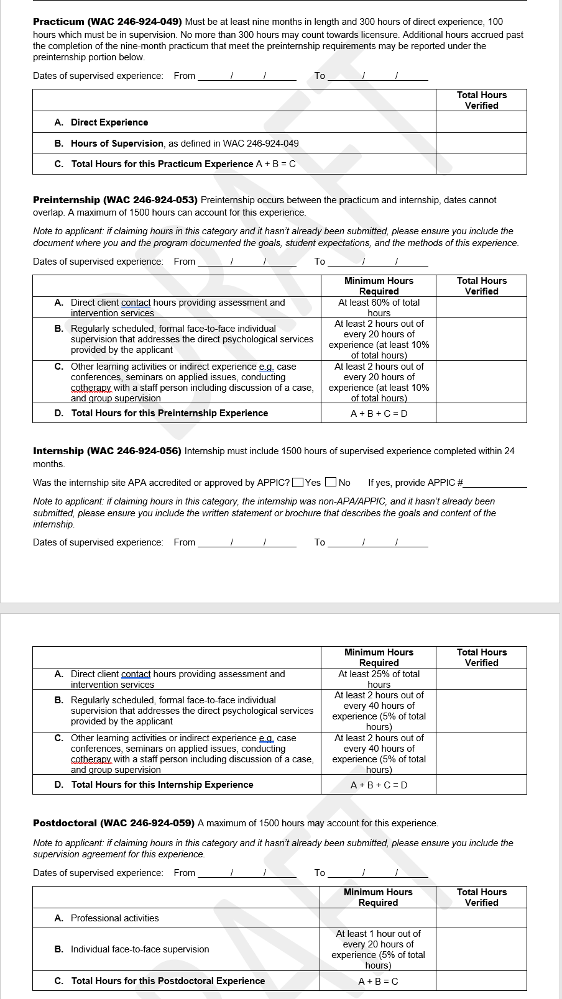 Practicum (WAC 246-924-049) Must be at least nine months in length and 300 hours of direct experience, 100
hours which must be in supervision. No more than 300 hours may count towards licensure. Additional hours accrued past
the completion of the nine-month practicum that meet the preinternship requirements may be reported under the
preinternship portion below.
Dates of supervised experience: From ______/______/______ To ______/______/______
Total Hours
Verified
A. Direct Experience
B. Hours of Supervision, as defined in WAC 246-924-049
C. Total Hours for this Practicum Experience A + B = C
Preinternship (WAC 246-924-053) Preinternship occurs between the practicum and internship, dates cannot
overlap. A maximum of 1500 hours can account for this experience.
Note to applicant: if claiming hours in this category and it hasn't already been submitted, please ensure you include the
document where you and the program documented the goals, student expectations, and the methods of this experience.
Dates of supervised experience: From ______/______/______ To ______/______/______
Minimum Hours
Required
Total Hours
Verified
A. Direct client contact hours providing assessment and
intervention services
At least 60% of total
hours
B. Regularly scheduled, formal face-to-face individual
supervision that addresses the direct psychological services
provided by the applicant
At least 2 hours out of
every 20 hours of
experience (at least 10%
of total hours)
C. Other learning activities or indirect experience e.g. case
conferences, seminars on applied issues, conducting
cotherapy with a staff person including discussion of a case,
and group supervision
At least 2 hours out of
every 20 hours of
experience (at least 10%
of total hours)
D. Total Hours for this Preinternship Experience
A + B + C = D
Internship (WAC 246-924-056) Internship must include 1500 hours of supervised experience completed within 24
months.
Was the internship site APA accredited or approved by APPIC? ☐ Yes ☐ No If yes, provide APPIC #____________
Note to applicant: if claiming hours in this category, the internship was non-APA/APPIC, and it hasn't already been
submitted, please ensure you include the written statement or brochure that describes the goals and content of the
internship.
Dates of supervised experience: From ______/______/______ To ______/______/______
DRAFT
Minimum Hours
Required
Total Hours
Verified
A. Direct client contact hours providing assessment and
intervention services
At least 25% of total
hours
B. Regularly scheduled, formal face-to-face individual
supervision that addresses the direct psychological services
provided by the applicant
At least 2 hours out of
every 40 hours of
experience (5% of total
hours)
C. Other learning activities or indirect experience e.g. case
conferences, seminars on applied issues, conducting
cotherapy with a staff person including discussion of a case,
and group supervision
At least 2 hours out of
every 40 hours of
experience (5% of total
hours)
D. Total Hours for this Internship Experience
A + B + C = D
Postdoctoral (WAC 246-924-059) A maximum of 1500 hours may account for this experience.
Note to applicant: if claiming hours in this category and it hasn't already been submitted, please ensure you include the
supervision agreement for this experience.
Dates of supervised experience: From ______/______/______ To ______/______/______
Minimum Hours
Required
Total Hours
Verified
A. Professional activities
B. Individual face-to-face supervision
At least 1 hour out of
every 20 hours of
experience (5% of total
hours)
C. Total Hours for this Postdoctoral Experience
A + B = C
AFT